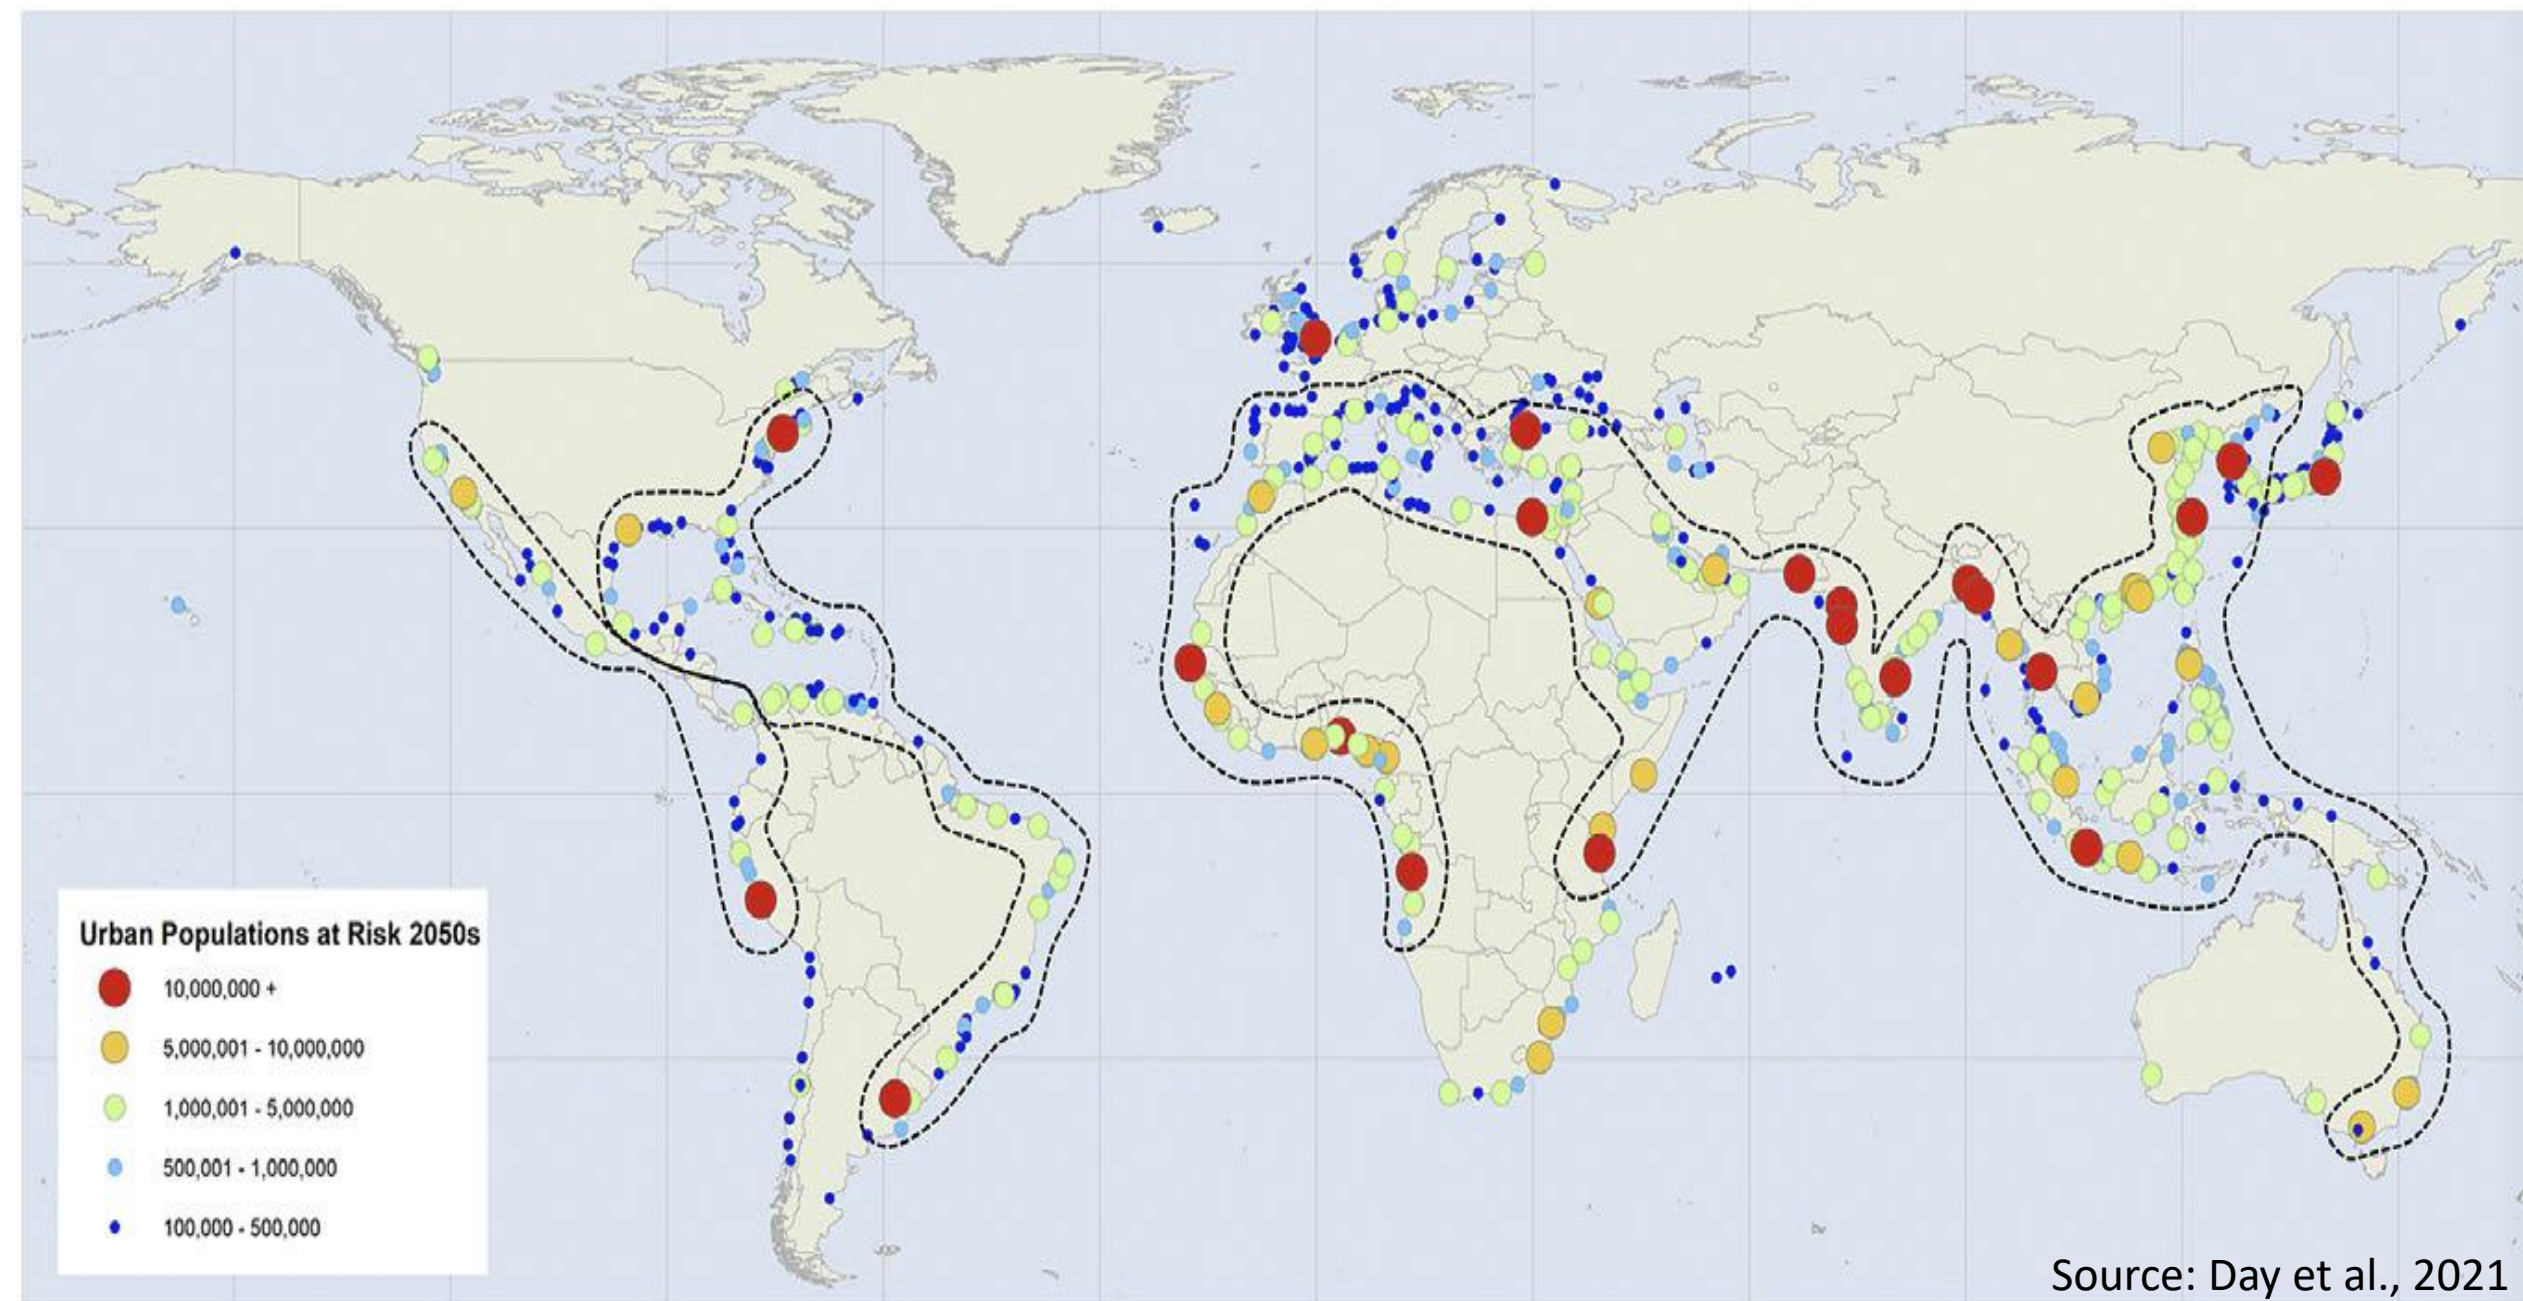 Urban Populations at Risk 2050s
10,000,000 +
5,000,001 - 10,000,000
1,000,001 - 5,000,000
500,001 - 1,000,000
100,000 - 500,000
Source: Day et al., 2021